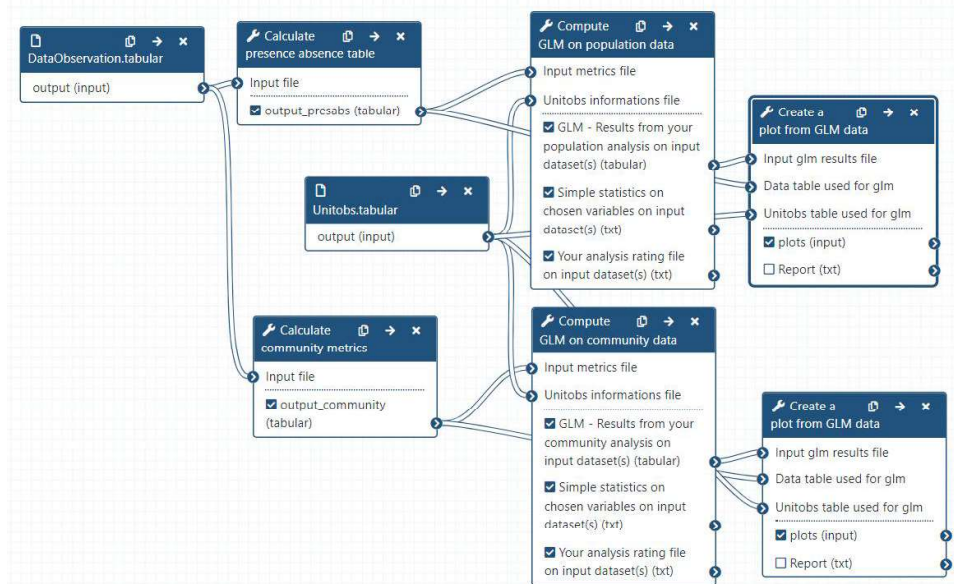 DataObservation.tabular
output (input)
Calculate
presence absence table
Input file
output_presabs (tabular)
Unitobs.tabular
output (input)
Calculate
community metrics
Input file
output_community
(tabular)
Compute
GLM on population data
Input metrics file
Unitobs informations file
GLM - Results from your
population analysis on input
dataset(s) (tabular)
Simple statistics on
chosen variables on input
dataset(s) (txt)
Your analysis rating file
on input dataset(s) (txt)
Compute
GLM on community data
Input metrics file
Unitobs informations file
GLM - Results from your
community analysis on
input dataset(s) (tabular)
Simple statistics on
chosen variables on input
dataset(s) (txt)
Your analysis rating file
on input dataset(s) (txt)
Create a
plot from GLM data
Input glm results file
Data table used for glm
Unitobs table used for glm
plots (input)
Report (txt)
Create a
plot from GLM data
Input glm results file
Data table used for glm
Unitobs table used for glm
plots (input)
Report (txt)